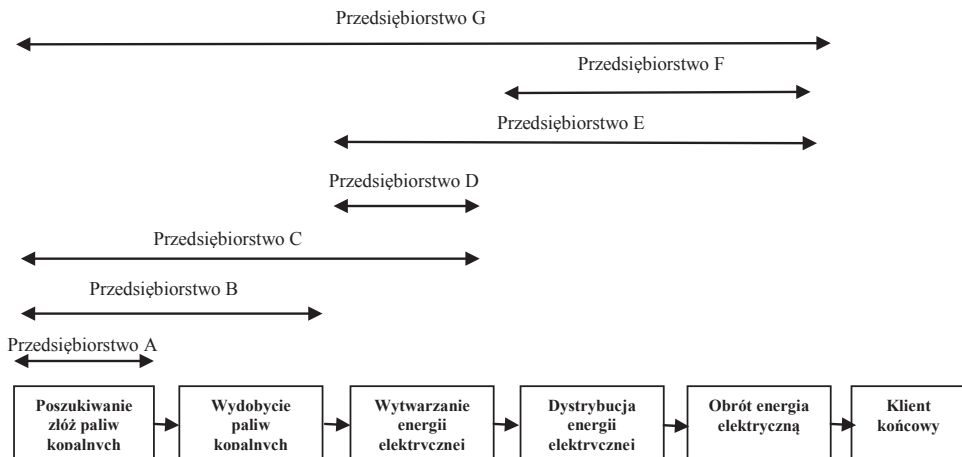 Przedsiębiorstwo G
Przedsiębiorstwo F
Przedsiębiorstwo E
Przedsiębiorstwo D
Przedsiębiorstwo C
Przedsiębiorstwo B
Przedsiębiorstwo A
Poszukiwanie
złóż paliw
kopalnych
Wydobycie
paliw
kopalnych
Wytwarzanie
energii
elektrycznej
Dystrybucja
energii
elektrycznej
Obrót energia
elektryczną
Klient
końcowy